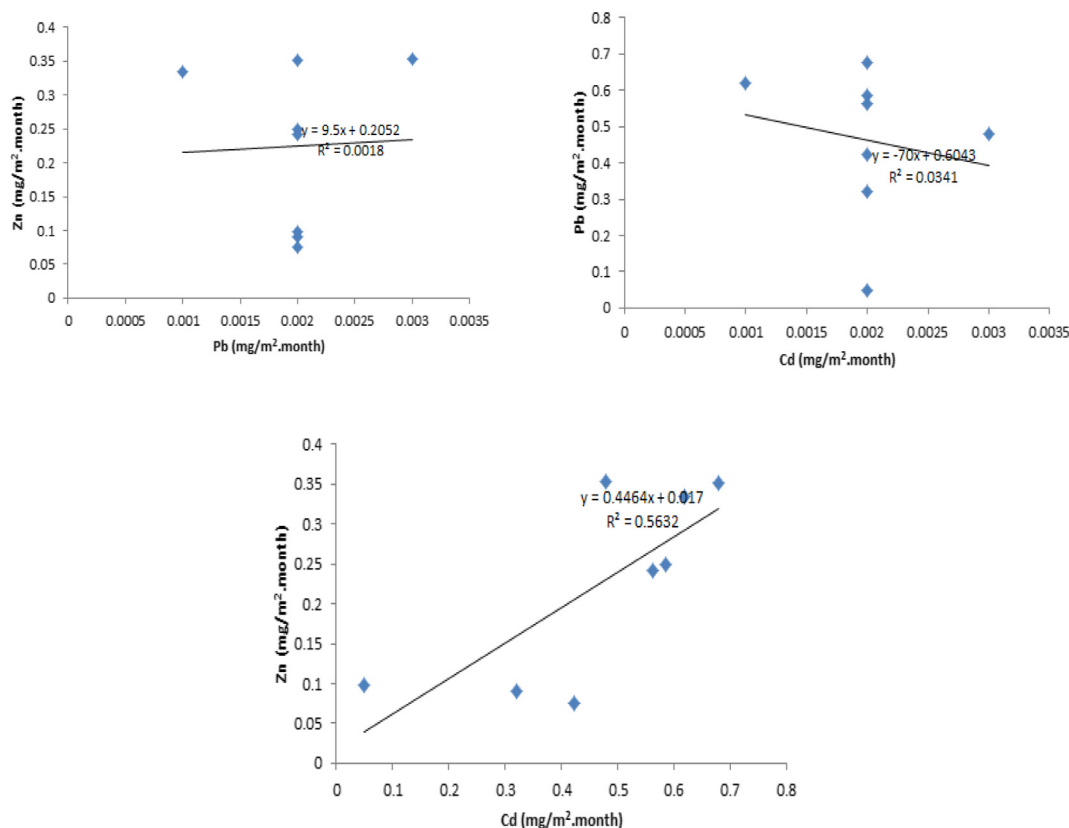 0.4
0.35
0.3
0.25
0.2
0.15
0.1
0.05
0
Zn (mg/m².month)
y = 9.5x + 0.2052
R² = 0.0018
0 0.0005 0.001 0.0015 0.002 0.0025 0.003 0.0035
Pb (mg/m².month)
0.8
0.7
0.6
0.5
0.4
0.3
0.2
0.1
0
Pb (mg/m².month)
y = -70x + 0.6043
R² = 0.0341
0 0.0005 0.001 0.0015 0.002 0.0025 0.003 0.0035
Cd (mg/m².month)
0.4
0.35
0.3
0.25
0.2
0.15
0.1
0.05
0
Zn (mg/m².month)
y = 0.4464x + 0.017
R² = 0.5632
0 0.1 0.2 0.3 0.4 0.5 0.6 0.7 0.8
Cd (mg/m².month)